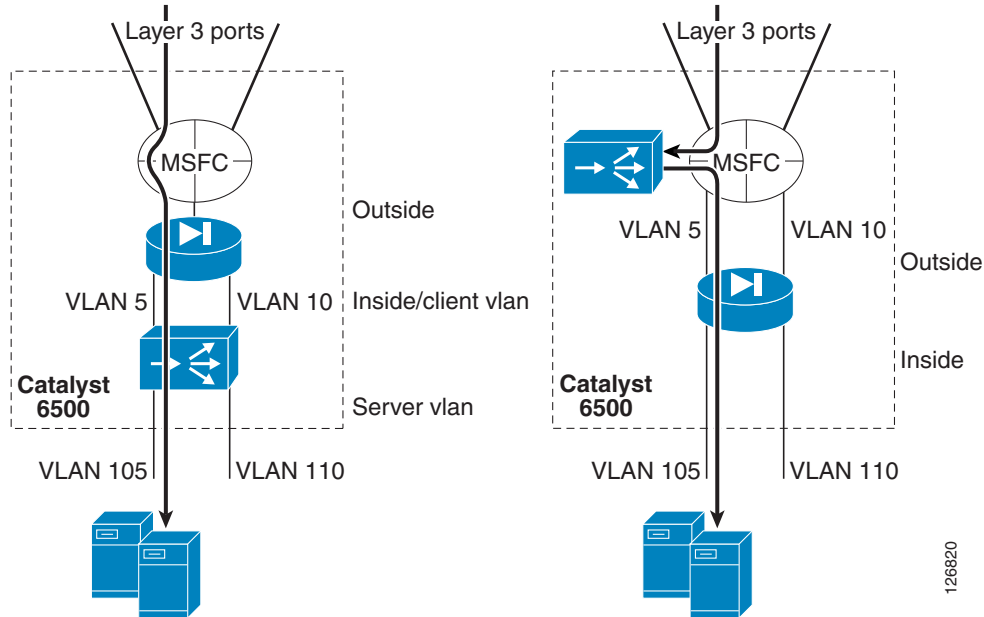 Layer 3 ports
MSFC
Outside
VLAN 5
VLAN 10
Inside/client vlan
Catalyst
6500
Server vlan
VLAN 105
VLAN 110
Layer 3 ports
MSFC
VLAN 5
VLAN 10
Outside
Inside
Catalyst
6500
VLAN 105
VLAN 110
126820